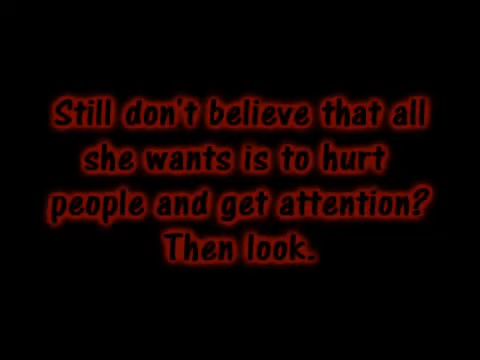 Still don't believe that all
she wants is to hurt
people and get attention?
Then look.